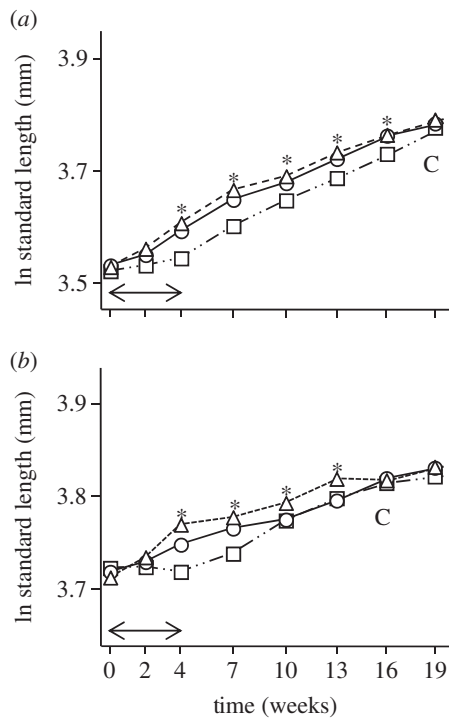 (a)
ln standard length (mm)
3.9
3.7
3.5
* * * * *
C
(b)
ln standard length (mm)
3.9
3.8
3.7
* * * *
C
0 2 4 7 10 13 16 19
time (weeks)